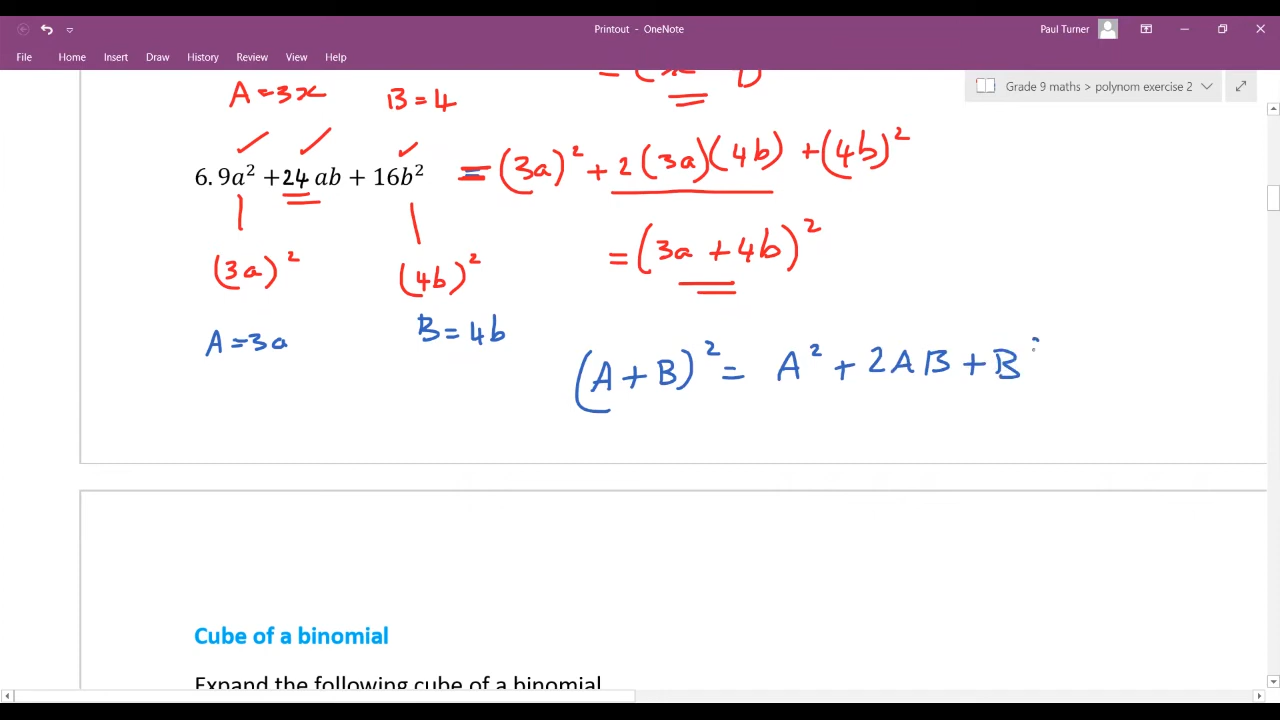 Printout - OneNote
Paul Turner
File Home Insert Draw History Review View Help
Grade 9 maths > polynom exercise 2
A = 3x B = 4
6. 9a² + 24 ab + 16b² = (3a)² + 2(3a)(4b) + (4b)²
= (3a + 4b)²
(3a)² (4b)²
A = 3a B = 4b
(A + B)² = A² + 2AB + B
Cube of a binomial
Expand the following cube of a binomial